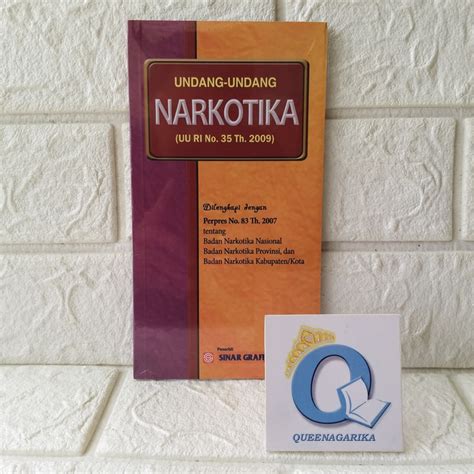 UNDANG-UNDANG
NARKOTIKA
(UU RI No. 35 Th. 2009)
Dilengkapi dengan
Perpres No. 83 Th. 2007
tentang
Badan Narkotika Nasional
Badan Narkotika Provinsi, dan
Badan Narkotika Kabupaten/Kota
Penerbit
SINAR GRAF
QUEENAGARIKA